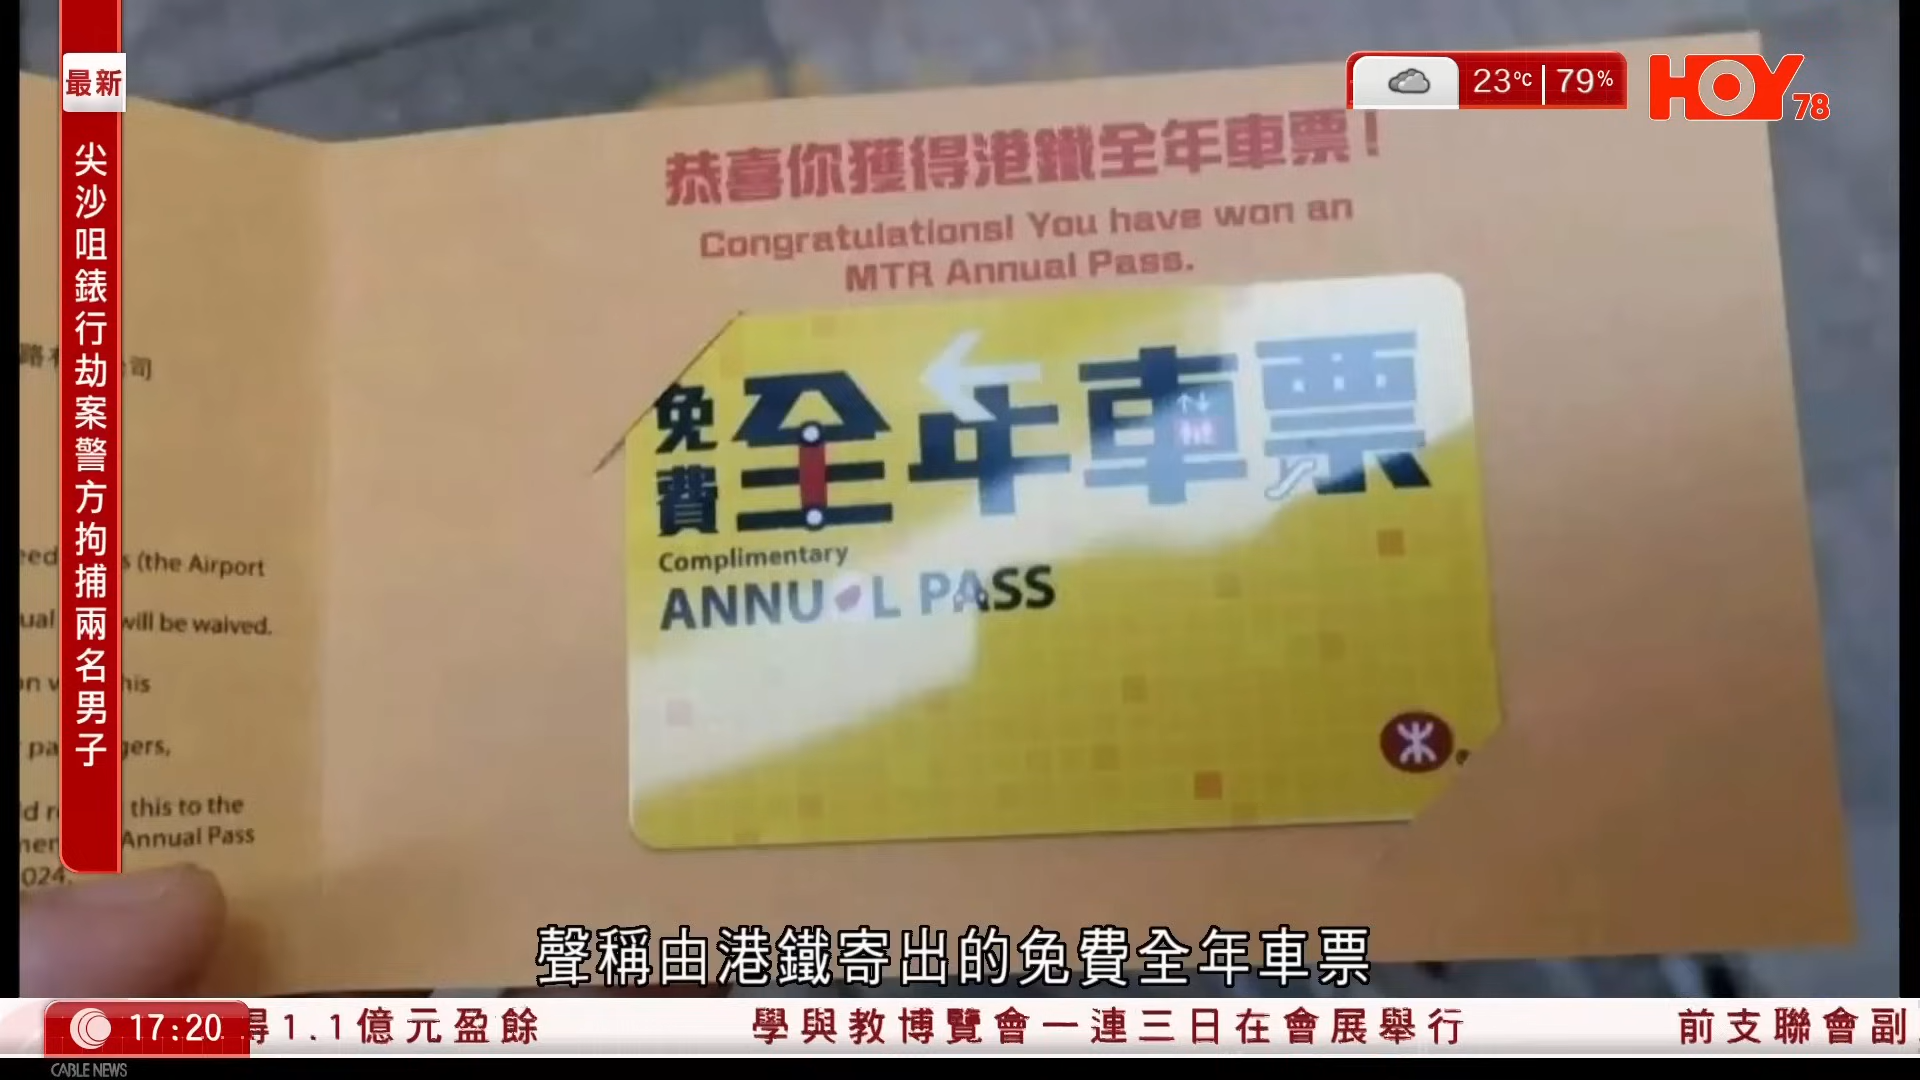 最新
尖沙咀錶行劫案警方拘捕兩名男子
23℃ 79%
HOY 78
恭喜你獲得港鐵全年車票！
Congratulations! You have won an
MTR Annual Pass.
免費 全年車票
Complimentary
ANNUAL PASS
司
(the Airport
will be waived.
this to the
Annual Pass
聲稱由港鐵寄出的免費全年車票
17:20
1.1億元盈餘 學與教博覽會一連三日在會展舉行 前支聯會副
CABLE NEWS